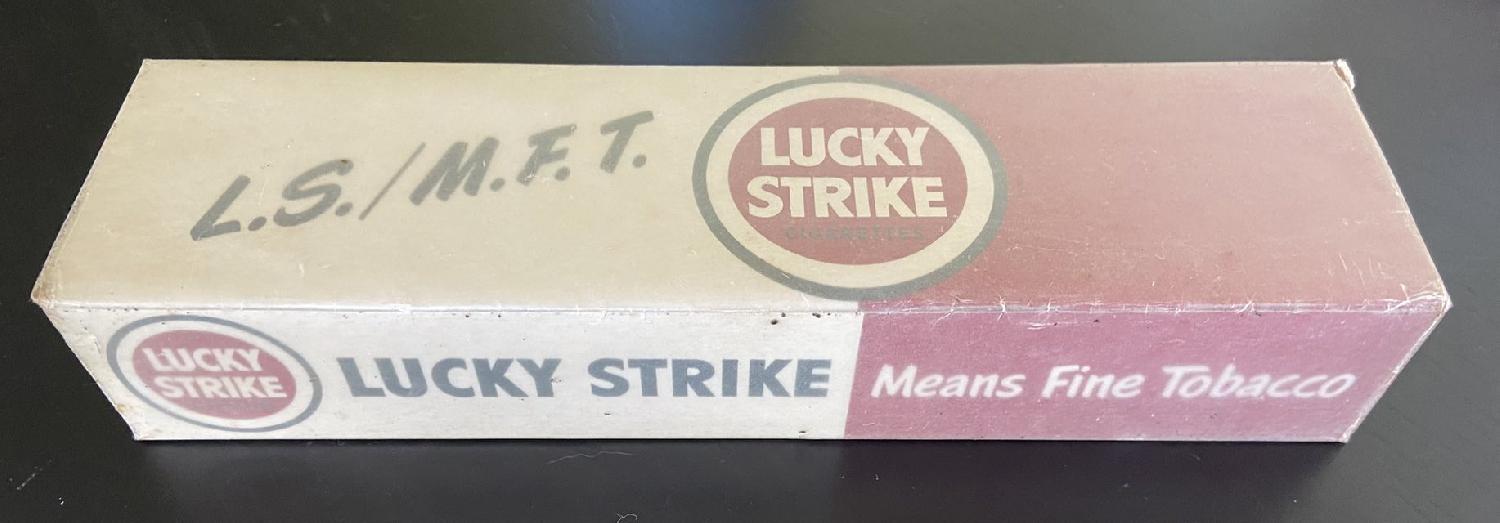 L.S./M.F.T.
LUCKY
STRIKE
CIGARETTES
LUCKY
STRIKE
LUCKY STRIKE Means Fine Tobacco